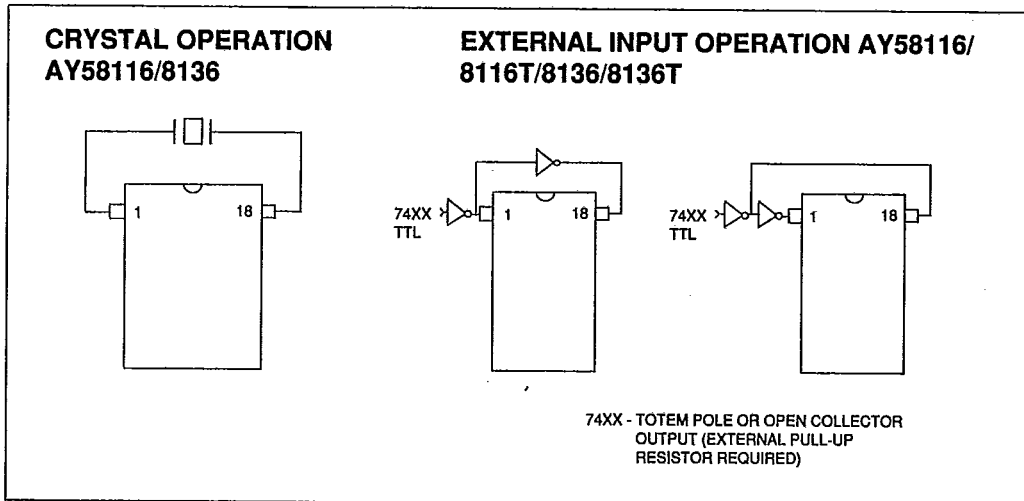 CRYSTAL OPERATION
AY58116/8136
EXTERNAL INPUT OPERATION AY58116/
8116T/8136/8136T
1 18
74XX
TTL
1 18
74XX
TTL
1 18
74XX - TOTEM POLE OR OPEN COLLECTOR
OUTPUT (EXTERNAL PULL-UP
RESISTOR REQUIRED)